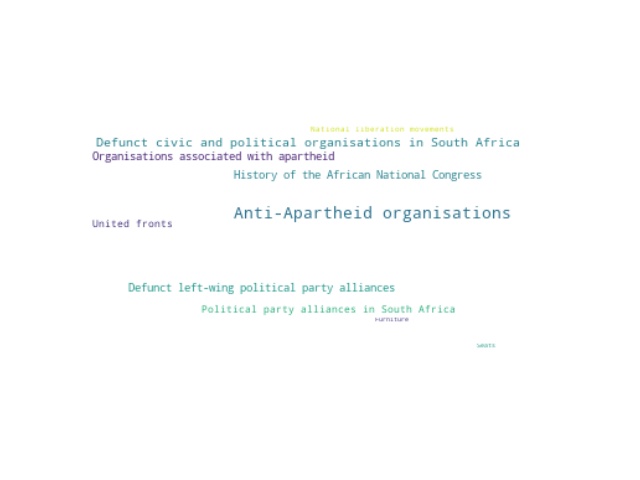 National liberation movements
Defunct civic and political organisations in South Africa
Organisations associated with apartheid
History of the African National Congress
Anti-Apartheid organisations
United fronts
Defunct left-wing political party alliances
Political party alliances in South Africa
Furniture